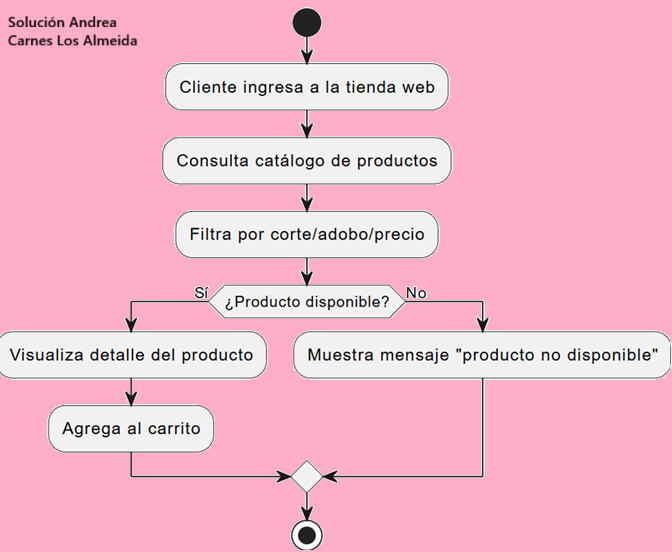 Solución Andrea
Carnes Los Almeida
Cliente ingresa a la tienda web
Consulta catálogo de productos
Filtra por corte/adobo/precio
Sí
¿Producto disponible?
No
Visualiza detalle del producto
Muestra mensaje "producto no disponible"
Agrega al carrito